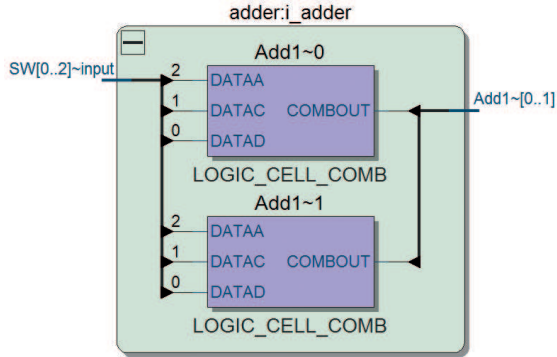 adder:i_adder
SW[0..2]~input
Add1~0
2 DATAA
1 DATAC COMBOUT
0 DATAD
LOGIC_CELL_COMB
Add1~[0..1]
Add1~1
2 DATAA
1 DATAC COMBOUT
0 DATAD
LOGIC_CELL_COMB